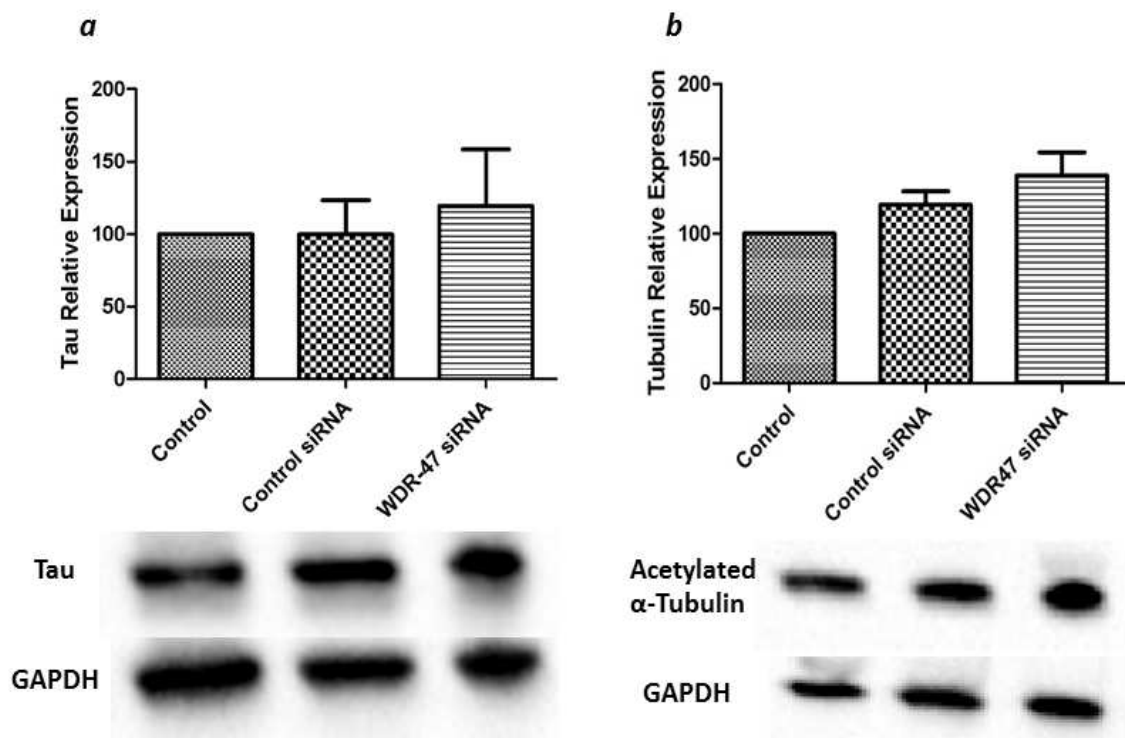 a
200
150
100
50
0
Tau Relative Expression
Control
Control siRNA
WDR-47 siRNA
Tau
GAPDH
b
200
150
100
50
0
Tubulin Relative Expression
Control
Control siRNA
WDR47 siRNA
Acetylated
α-Tubulin
GAPDH